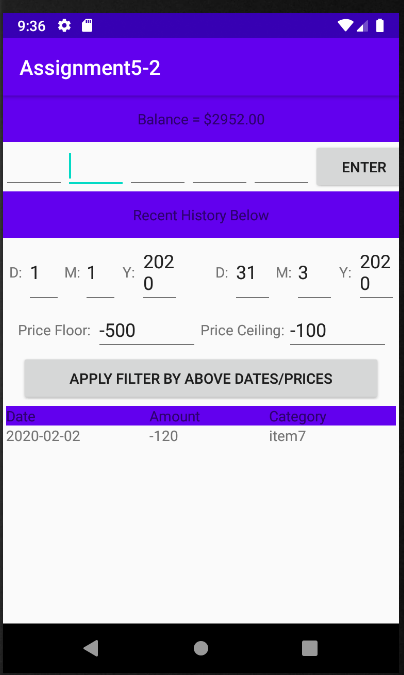 9:36
Assignment5-2
Balance = $2952.00
ENTER
Recent History Below
D: 1 M: 1 Y: 2020 D: 31 M: 3 Y: 2020
Price Floor: -500 Price Ceiling: -100
APPLY FILTER BY ABOVE DATES/PRICES
Date Amount Category
2020-02-02 -120 item7